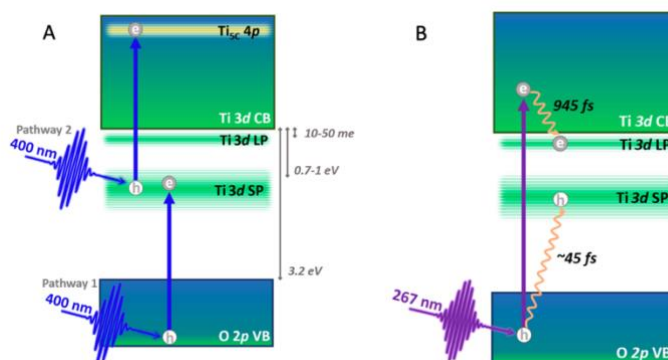 A
Ti5C 4p
Ti 3d CB
Pathway 2
400 nm
Ti 3d LP
10-50 me
0.7-1 eV
Ti 3d SP
3.2 eV
Pathway 1
400 nm
O 2p VB
e
h
e
h
B
e
945 fs
Ti 3d CB
e
Ti 3d LP
h
Ti 3d SP
~45 fs
267 nm
h
O 2p VB